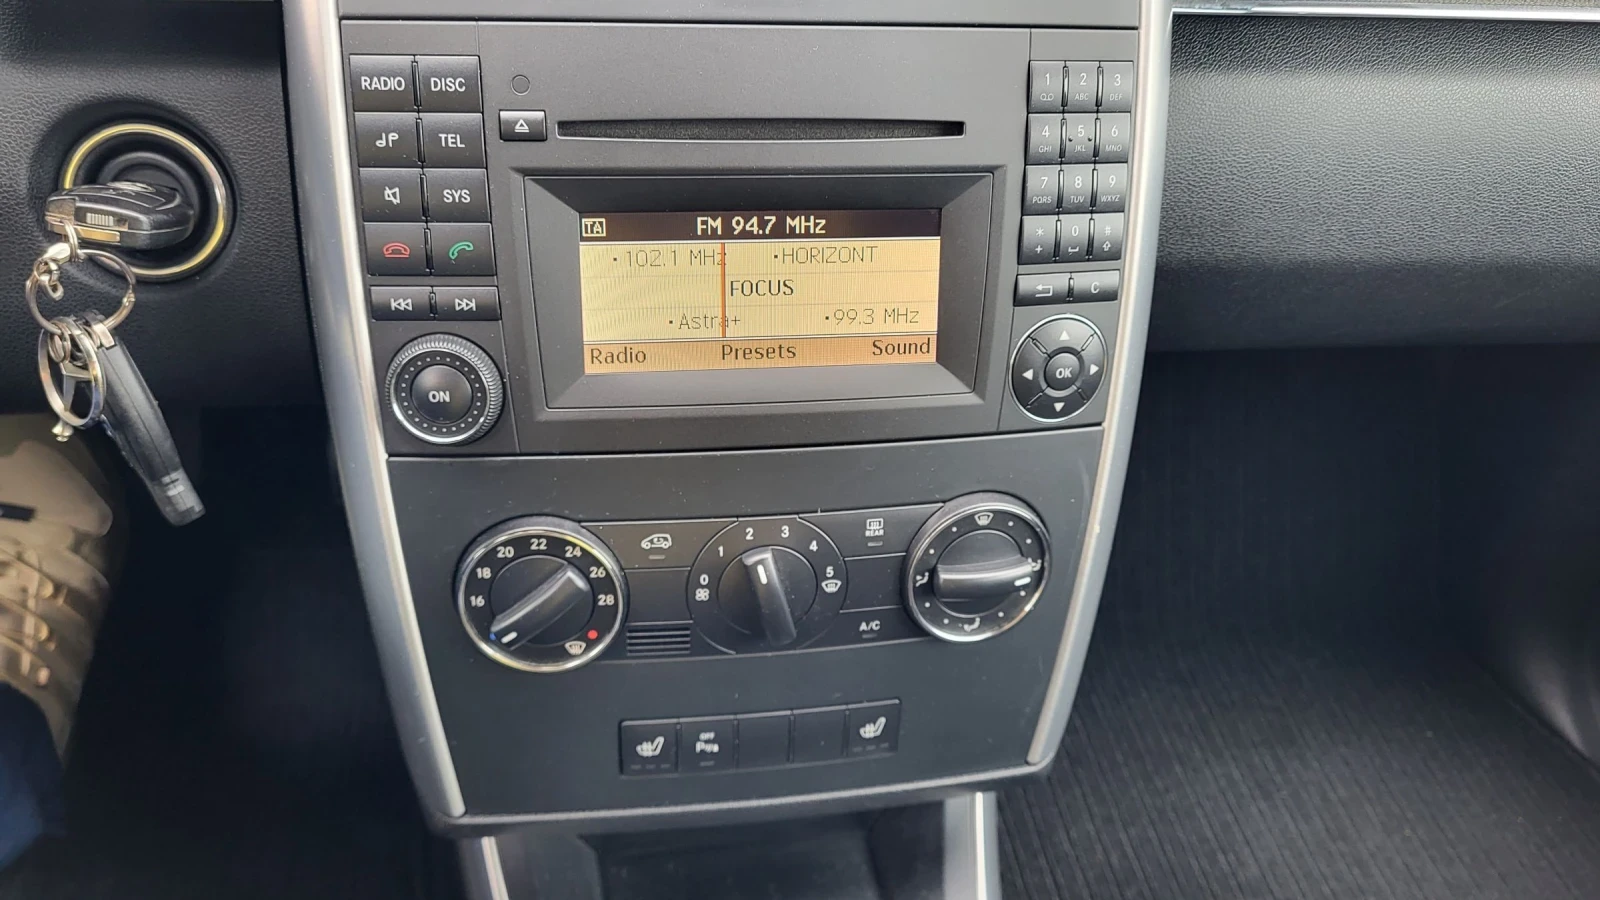 RADIO DISC
TEL
SYS
ON
TA FM 94.7 MHz
102.1 MHz HORIZONT
FOCUS
Astra+ 99.3 MHz
Radio Presets Sound
1 2 3
ABC DEF
4 5 6
GHI JKL MNO
7 8 9
PQRS TUV WXYZ
* 0 #
+
C
OK
16 18 20 22 24 26 28
0 1 2 3 4 5
REAR
A/C
OFF